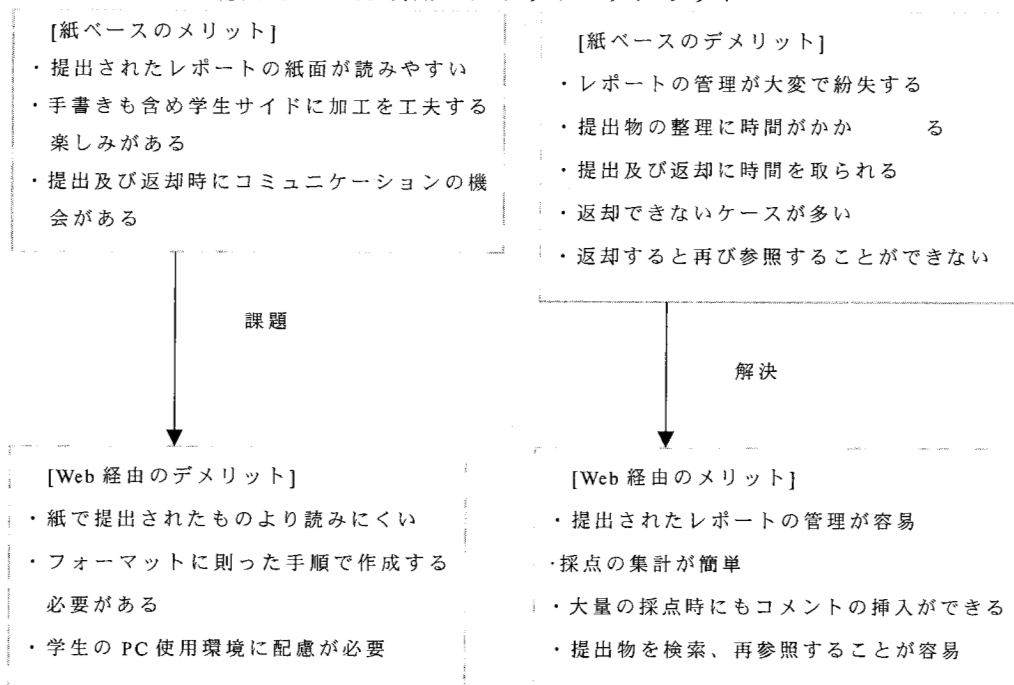 [紙ベースのメリット]
・提出されたレポートの紙面が読みやすい
・手書きも含め学生サイドに加工を工夫する
楽しみがある
・提出及び返却時にコミュニケーションの機
会がある
[紙ベースのデメリット]
・レポートの管理が大変で紛失する
・提出物の整理に時間がかか る
・提出及び返却に時間を取られる
・返却できないケースが多い
・返却すると再び参照することができない
課題
解決
[Web 経由のデメリット]
・紙で提出されたものより読みにくい
・フォーマットに則った手順で作成する
必要がある
・学生の PC 使用環境に配慮が必要
[Web 経由のメリット]
・提出されたレポートの管理が容易
・採点の集計が簡単
・大量の採点時にもコメントの挿入ができる
・提出物を検索、再参照することが容易